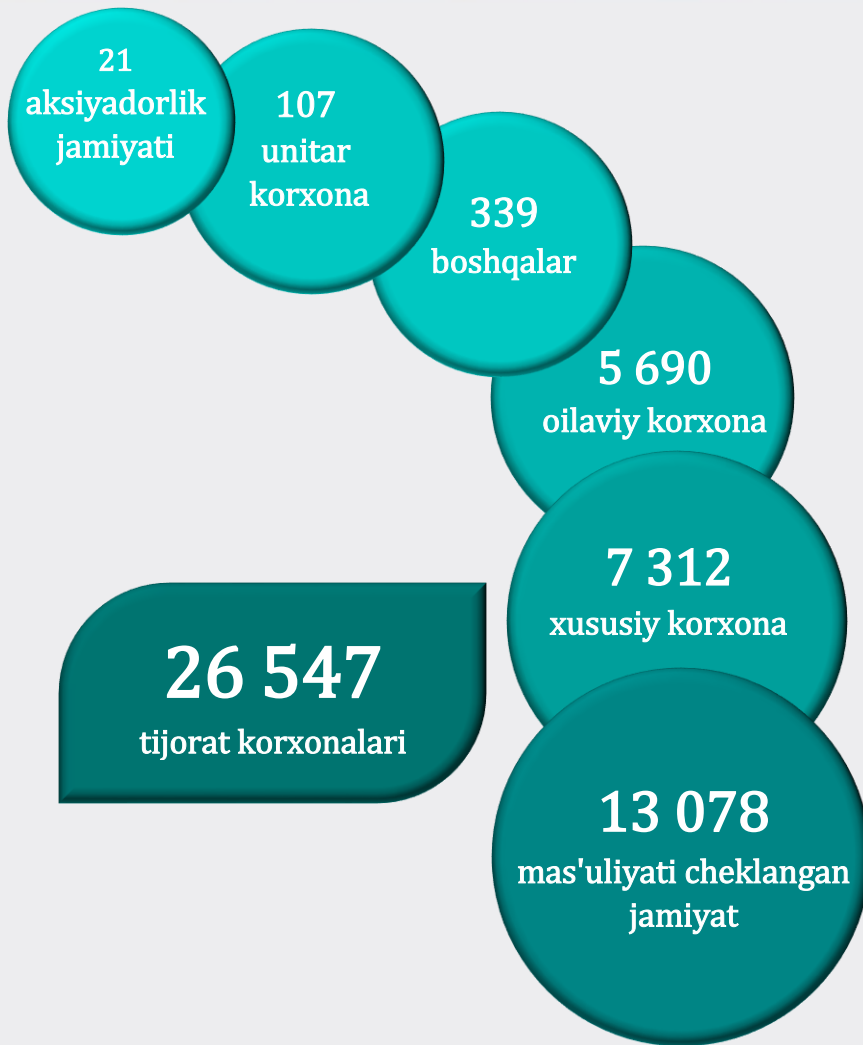 21
aksiyadorlik
jamiyati
107
unitar
korxona
339
boshqalar
5 690
oilaviy korxona
7 312
xususiy korxona
26 547
tijorat korxonalari
13 078
mas'uliyati cheklangan
jamiyat